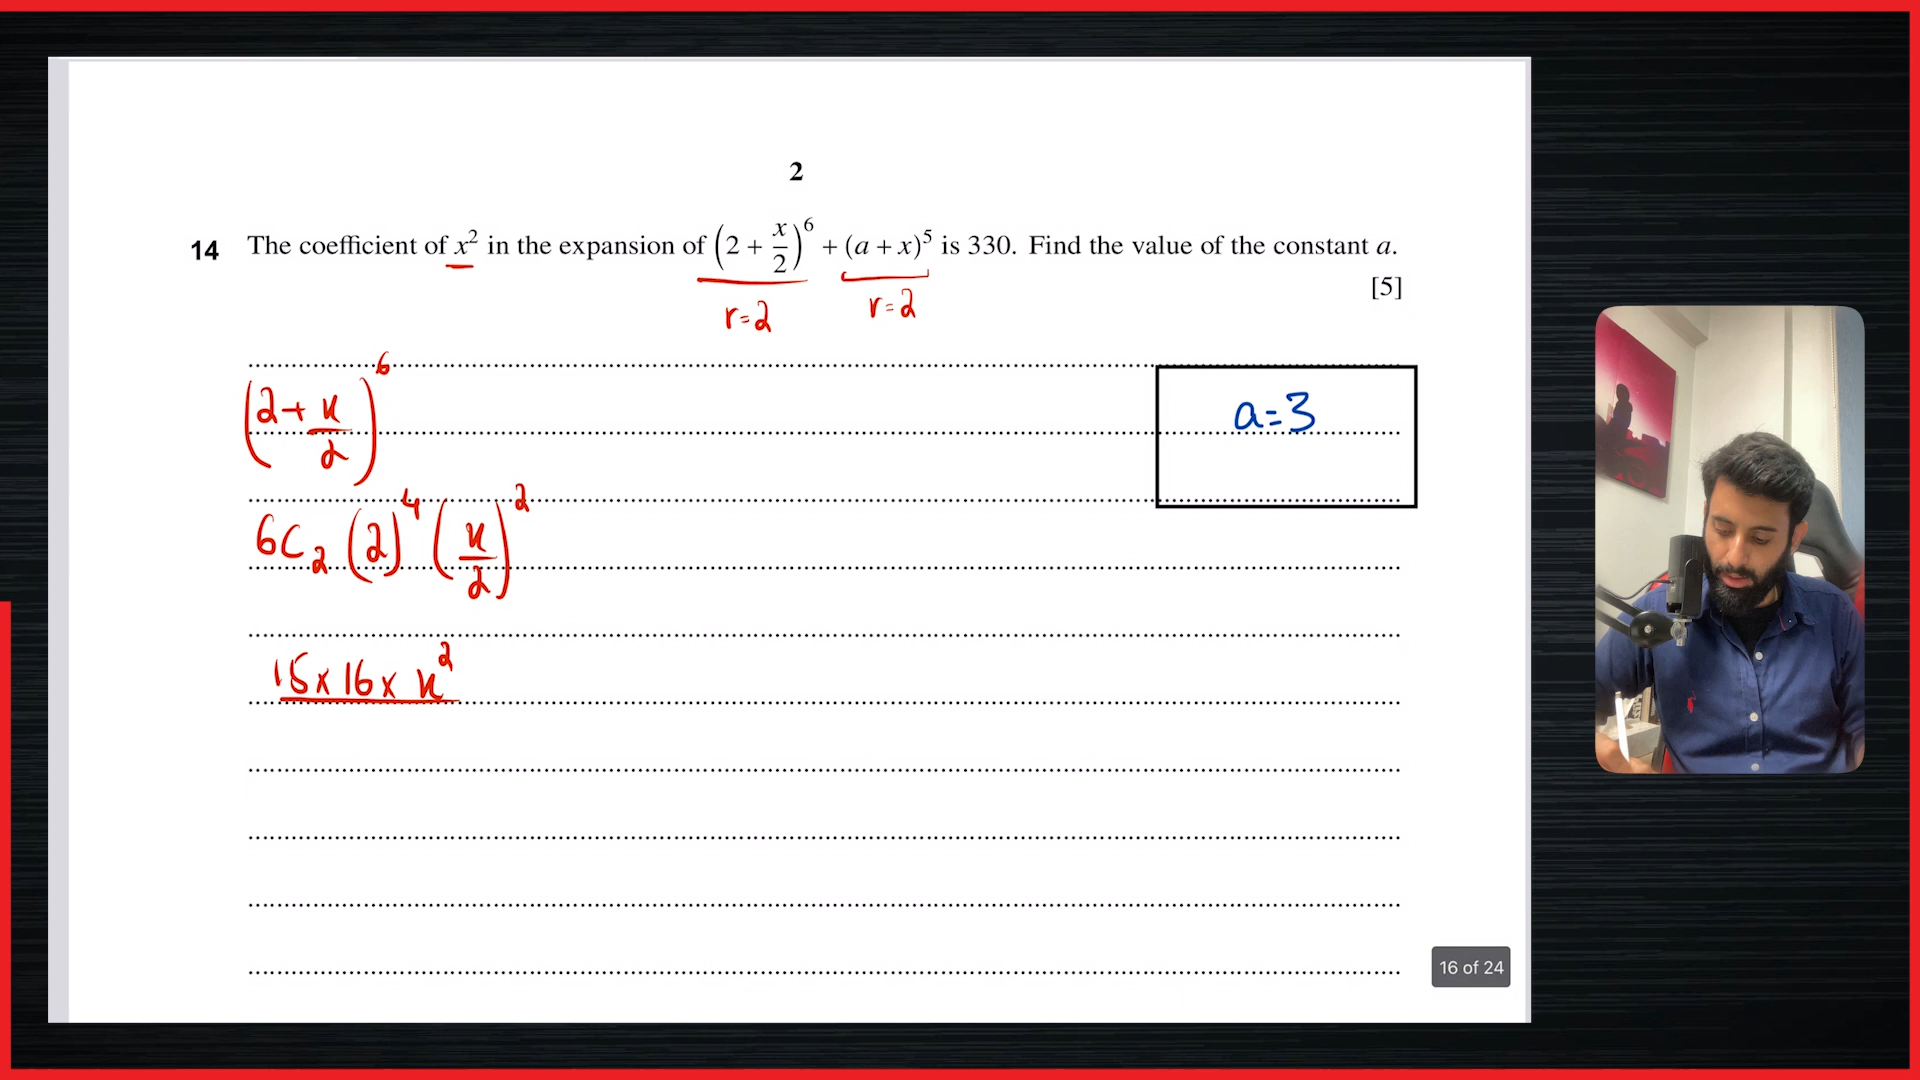 2
14 The coefficient of x² in the expansion of (2 + x/2)⁶ + (a + x)⁵ is 330. Find the value of the constant a.
[5]
r=2 r=2
(2+x/2)⁶
a=3
6C₂ (2)⁴ (x/2)²
15 x 16 x x²
16 of 24